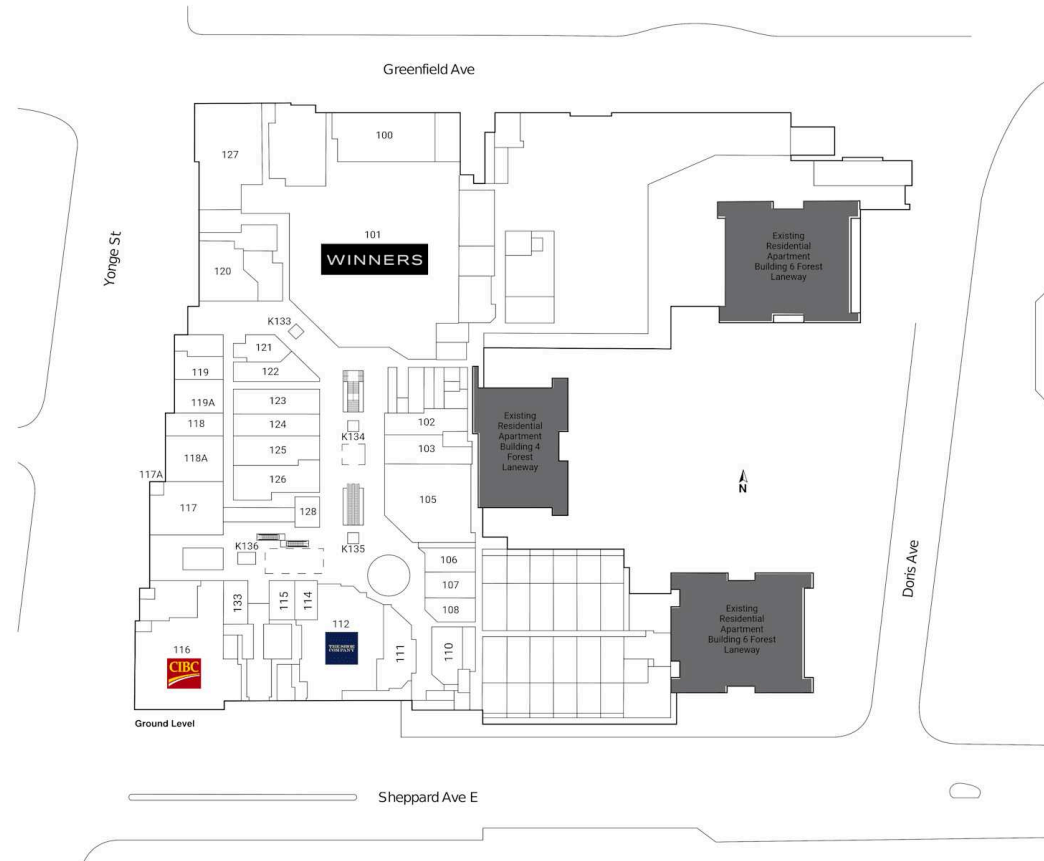 Greenfield Ave
100
127
Yonge St
101
WINNERS
Existing
Residential
Apartment
Building 6 Forest
Laneway
120
K133
121
122
119
119A
123
118
124
K134
102
103
118A
125
126
117A
117
128
105
Existing
Residential
Apartment
Building 4
Forest
Laneway
N
K136
K135
106
107
108
133
115
114
112
THE SHOE
COMPANY
111
110
116
CIBC
Existing
Residential
Apartment
Building 6 Forest
Laneway
Doris Ave
Ground Level
Sheppard Ave E